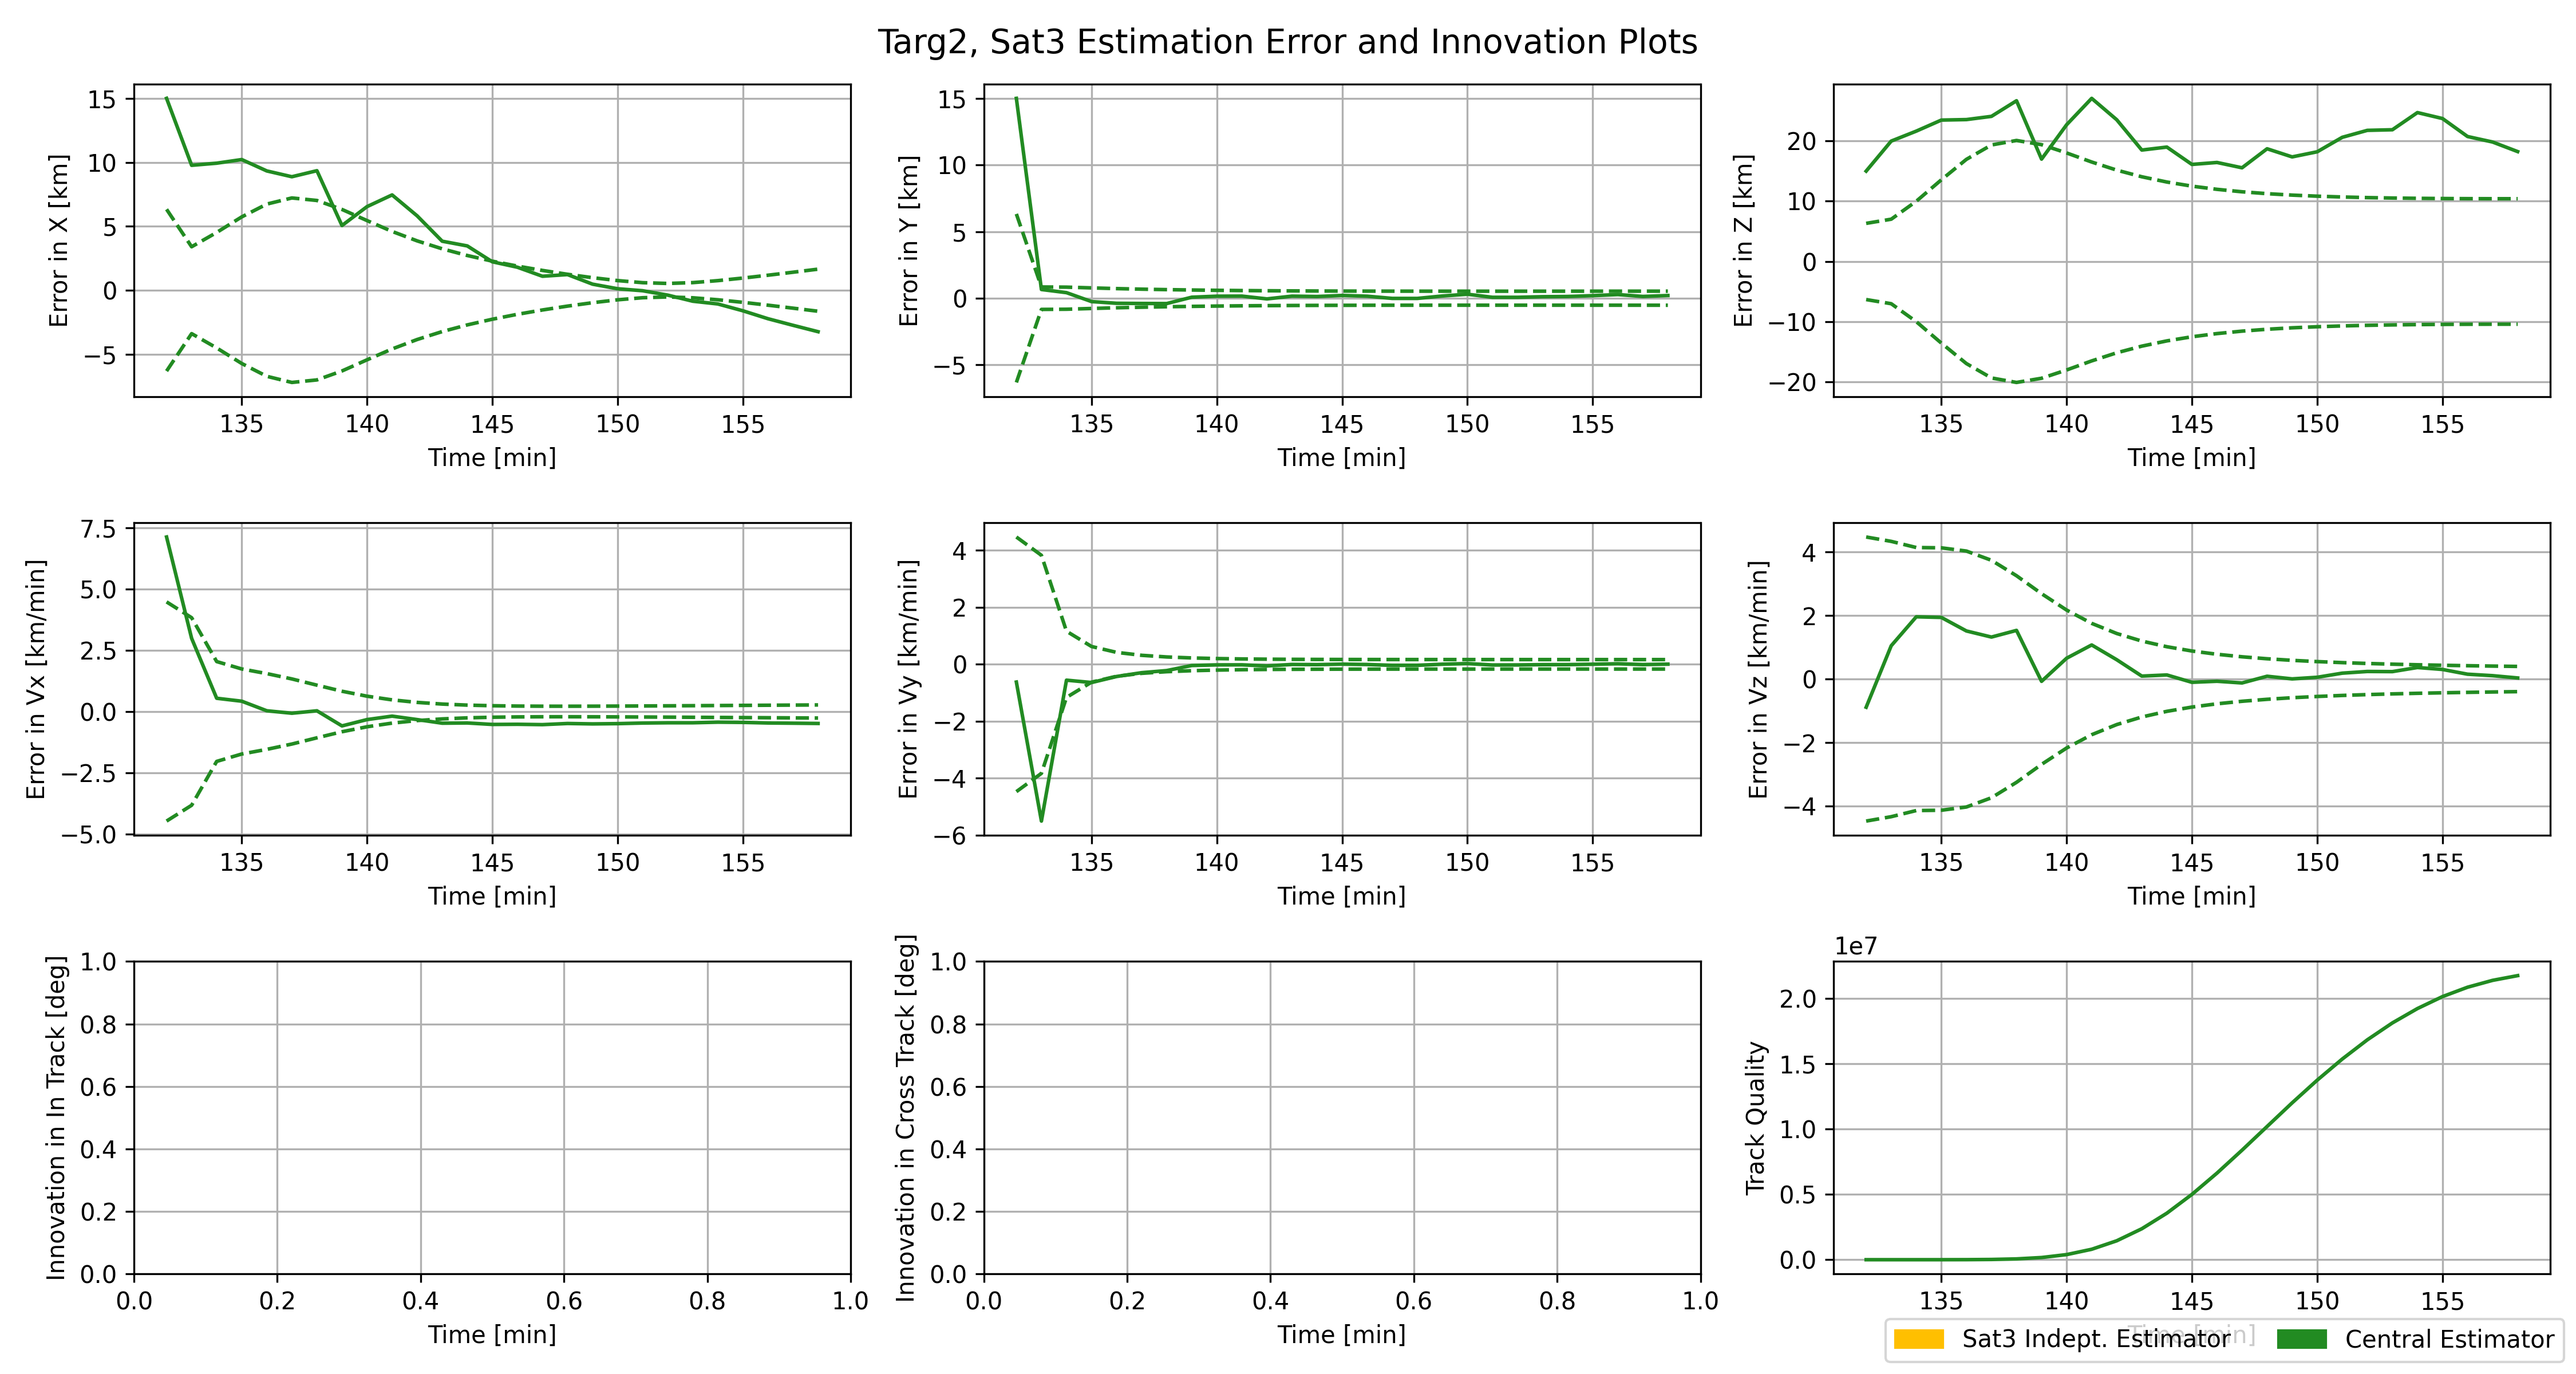 Targ2, Sat3 Estimation Error and Innovation Plots
Error in X [km]
15
10
5
0
−5
135 140 145 150 155
Time [min]
Error in Y [km]
15
10
5
0
−5
135 140 145 150 155
Time [min]
Error in Z [km]
20
10
0
−10
−20
135 140 145 150 155
Time [min]
Error in Vx [km/min]
7.5
5.0
2.5
0.0
−2.5
−5.0
135 140 145 150 155
Time [min]
Error in Vy [km/min]
4
2
0
−2
−4
−6
135 140 145 150 155
Time [min]
Error in Vz [km/min]
4
2
0
−2
−4
135 140 145 150 155
Time [min]
Innovation in In Track [deg]
1.0
0.8
0.6
0.4
0.2
0.0
0.0 0.2 0.4 0.6 0.8 1.0
Time [min]
Innovation in Cross Track [deg]
1.0
0.8
0.6
0.4
0.2
0.0
0.0 0.2 0.4 0.6 0.8 1.0
Time [min]
1e7
Track Quality
2.0
1.5
1.0
0.5
0.0
135 140 145 150 155
Time [min]
Sat3 Indept. Estimator Central Estimator